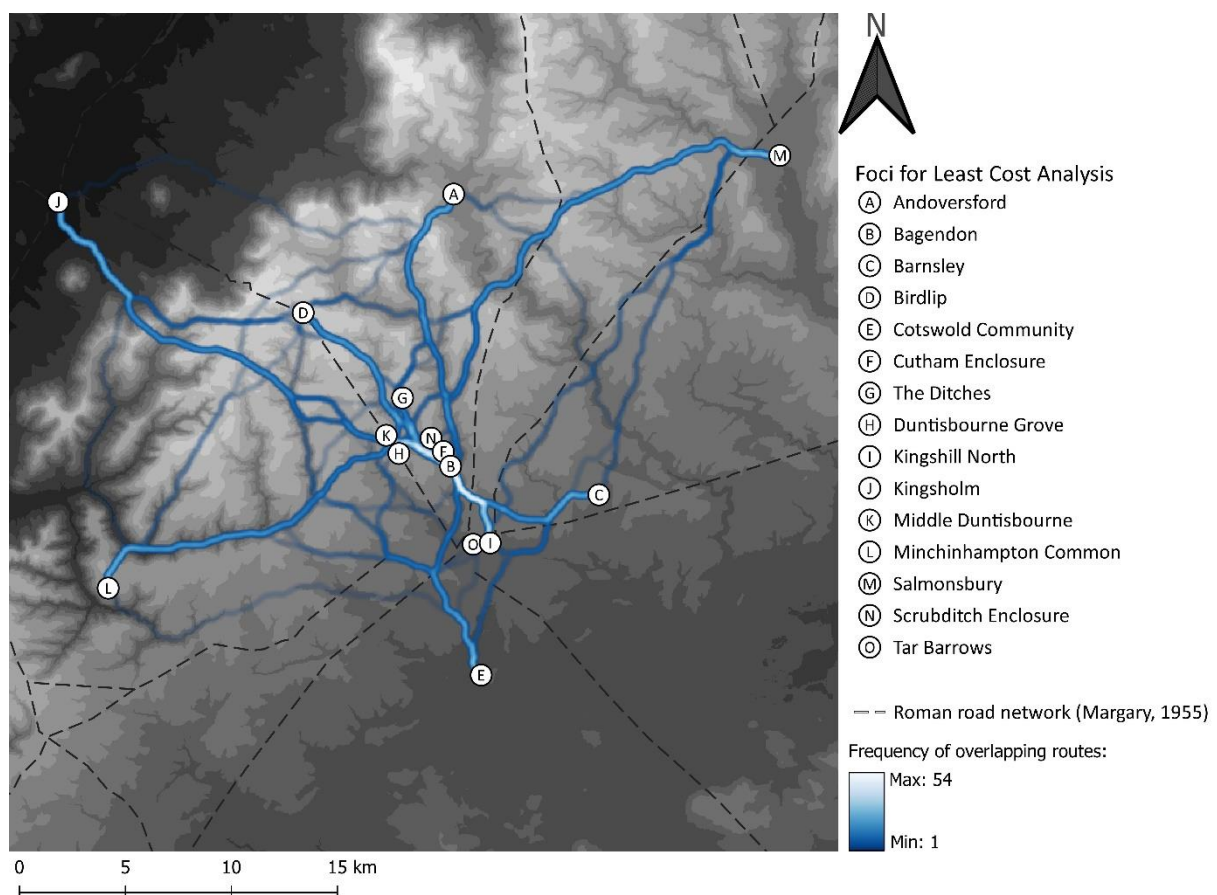 N
Foci for Least Cost Analysis
A Andoversford
B Bagendon
C Barnsley
D Birdlip
E Cotswold Community
F Cutham Enclosure
G The Ditches
H Duntisbourne Grove
I Kingshill North
J Kingsholm
K Middle Duntisbourne
L Minchinhampton Common
M Salmonsbury
N Scrubditch Enclosure
O Tar Barrows
Roman road network (Margary, 1955)
Frequency of overlapping routes:
Max: 54
Min: 1
M
A
J
D
G
K
N
H
F
B
C
O
I
L
E
0 5 10 15 km